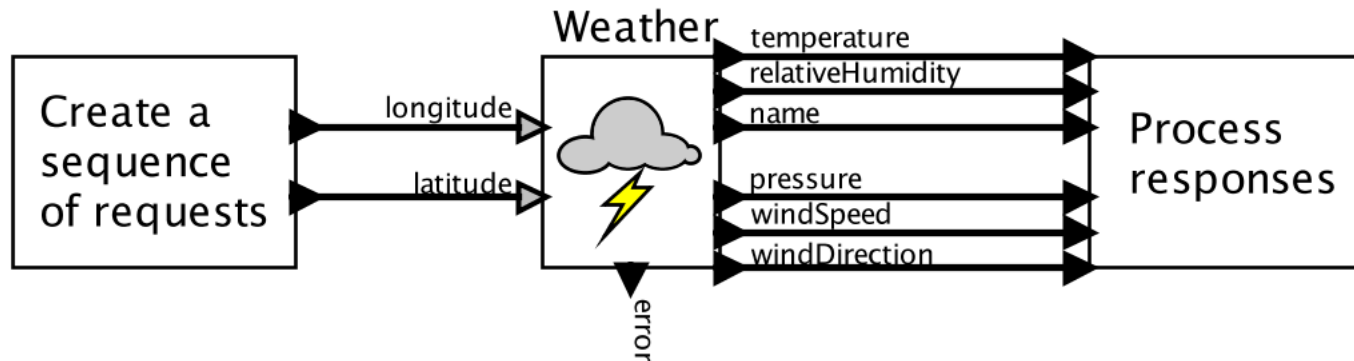 Weather
Create a
sequence
of requests
longitude
latitude
temperature
relativeHumidity
name
pressure
windSpeed
windDirection
error
Process
responses